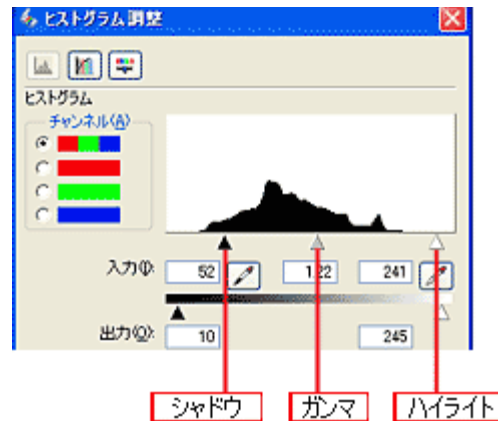 ヒストグラム調整
ヒストグラム
チャンネル(A)
入力(I): 52 1.22 241
出力(O): 10 245
シャドウ ガンマ ハイライト